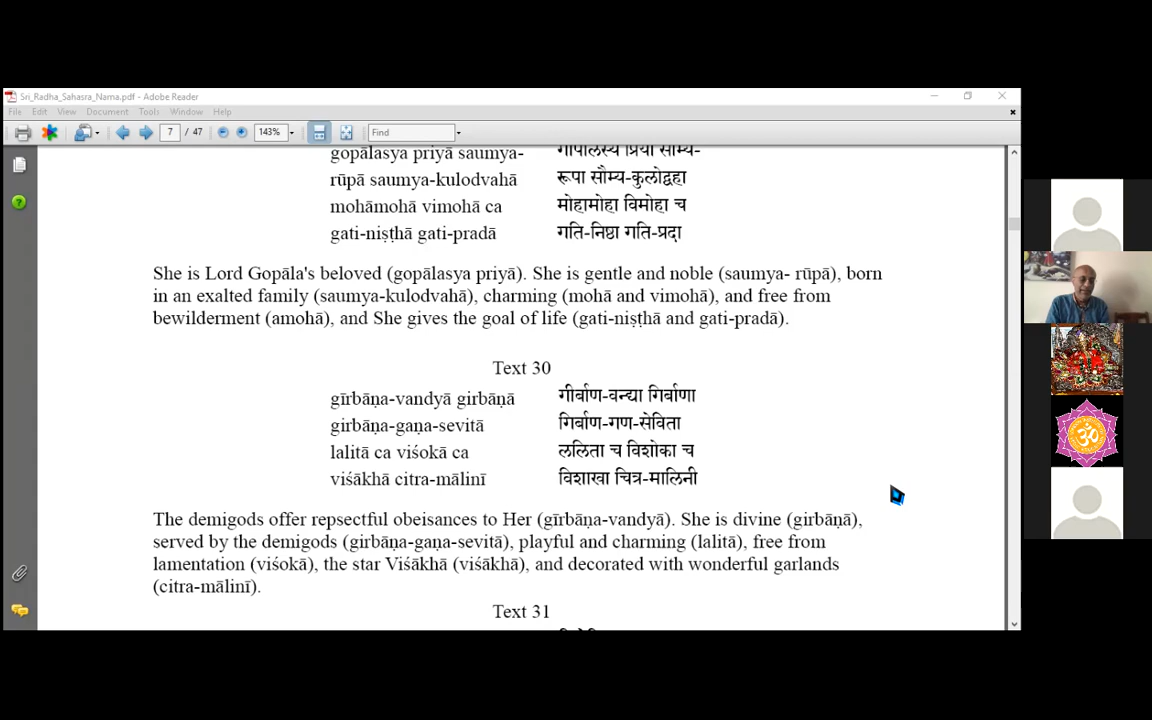 Sri_Radha_Sahasra_Nama.pdf - Adobe Reader
File Edit View Document Tools Window Help
7 / 47 143% Find
gopālasya priyā saumya- गोपालस्य प्रिया सौम्य-
rūpā saumya-kulodvahā रूपा सौम्य-कुलोद्वहा
mohāmohā vimohā ca मोहामोहा विमोहा च
gati-niṣṭhā gati-pradā गति-निष्ठा गति-प्रदा
She is Lord Gopāla's beloved (gopālasya priyā). She is gentle and noble (saumya- rūpā), born
in an exalted family (saumya-kulodvahā), charming (mohā and vimohā), and free from
bewilderment (amohā), and She gives the goal of life (gati-niṣṭhā and gati-pradā).
Text 30
gīrbāṇa-vandyā girbāṇā गीर्बाण-वन्द्या गिर्बाणा
girbāṇa-gaṇa-sevitā गिर्बाण-गण-सेविता
lalitā ca viśokā ca ललिता च विशोका च
viśākhā citra-mālinī विशाखा चित्र-मालिनी
The demigods offer repsectful obeisances to Her (gīrbāṇa-vandyā). She is divine (girbāṇā),
served by the demigods (girbāṇa-gaṇa-sevitā), playful and charming (lalitā), free from
lamentation (viśokā), the star Viśākhā (viśākhā), and decorated with wonderful garlands
(citra-mālinī).
Text 31
ॐ